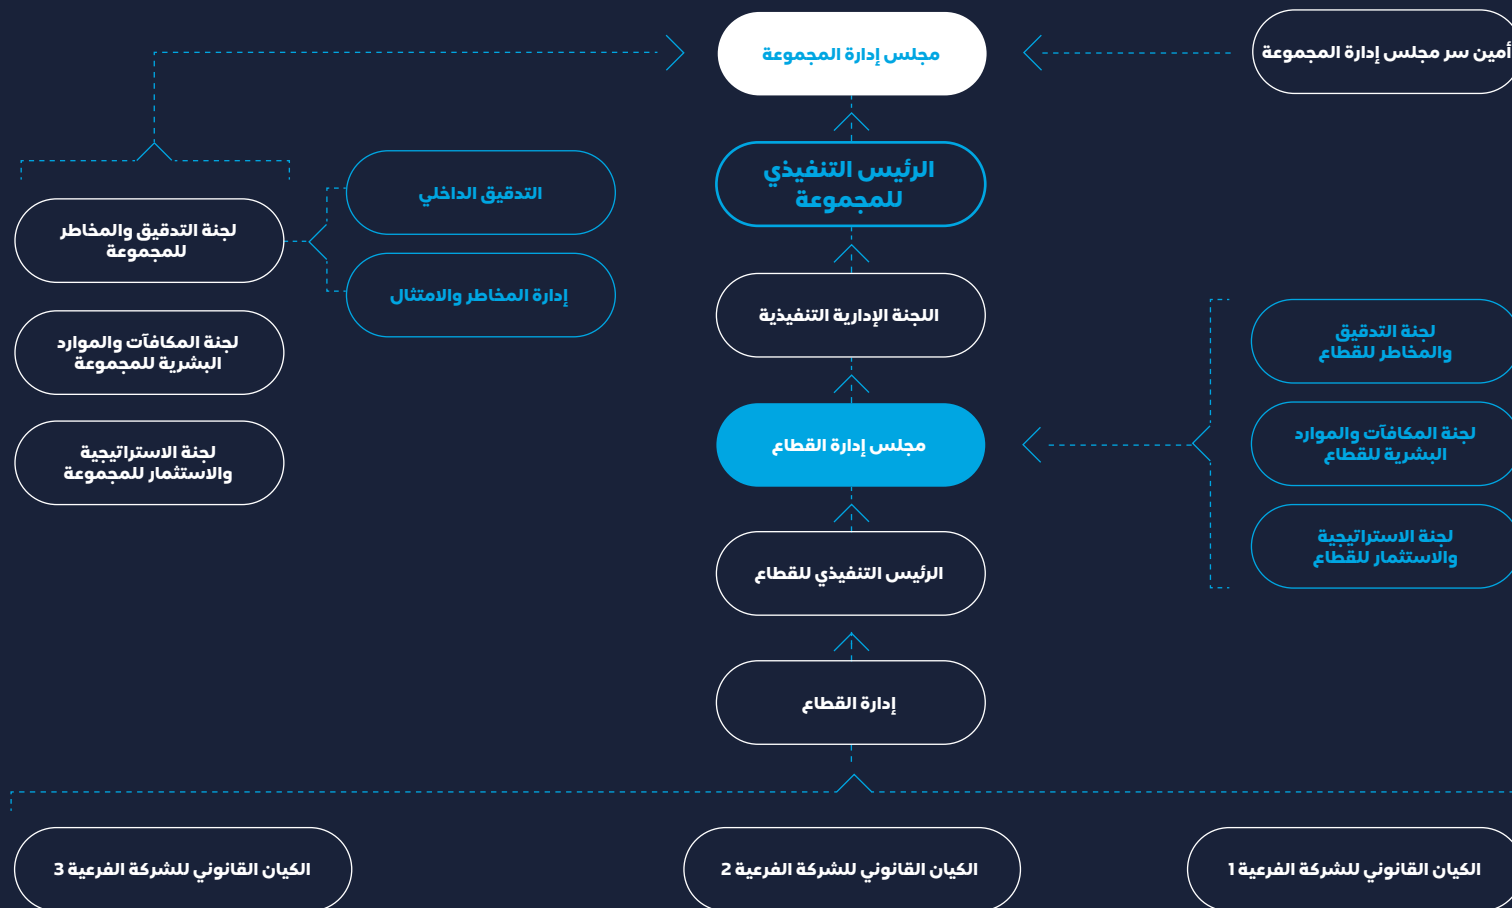 أمين سر مجلس إدارة المجموعة
مجلس إدارة المجموعة
الرئيس التنفيذي
للمجموعة
التدقيق الداخلي
لجنة التدقيق والمخاطر
للمجموعة
إدارة المخاطر والامتثال
اللجنة الإدارية التنفيذية
لجنة التدقيق
والمخاطر للقطاع
لجنة المكافآت والموارد
البشرية للمجموعة
لجنة المكافآت والموارد
البشرية للقطاع
مجلس إدارة القطاع
لجنة الاستراتيجية
والاستثمار للمجموعة
لجنة الاستراتيجية
والاستثمار للقطاع
الرئيس التنفيذي للقطاع
إدارة القطاع
الكيان القانوني للشركة الفرعية 1
الكيان القانوني للشركة الفرعية 2
الكيان القانوني للشركة الفرعية 3